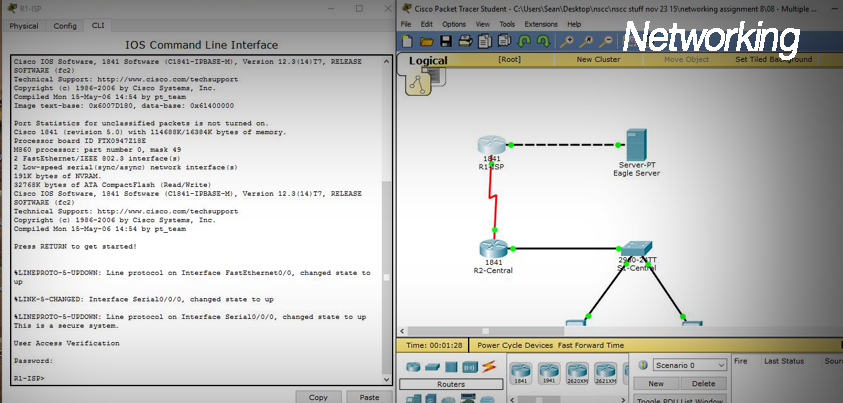 R1-ISP
Physical Config CLI
IOS Command Line Interface
Cisco IOS Software, 1841 Software (C1841-IPBASE-M), Version 12.3(14)T7, RELEASE
SOFTWARE (fc2)
Technical Support: http://www.cisco.com/techsupport
Copyright (c) 1986-2006 by Cisco Systems, Inc.
Compiled Mon 15-May-06 14:54 by pt_team
Image text-base: 0x6007D180, data-base: 0x61400000
Port Statistics for unclassified packets is not turned on.
Cisco 1841 (revision 5.0) with 114688K/16384K bytes of memory.
Processor board ID FTX0947Z18E
M860 processor: part number 0, mask 49
2 FastEthernet/IEEE 802.3 interface(s)
2 Low-speed serial(sync/async) network interface(s)
191K bytes of NVRAM.
32768K bytes of ATA CompactFlash (Read/Write)
Cisco IOS Software, 1841 Software (C1841-IPBASE-M), Version 12.3(14)T7, RELEASE
SOFTWARE (fc2)
Technical Support: http://www.cisco.com/techsupport
Copyright (c) 1986-2006 by Cisco Systems, Inc.
Compiled Mon 15-May-06 14:54 by pt_team
Press RETURN to get started!
%LINEPROTO-5-UPDOWN: Line protocol on Interface FastEthernet0/0, changed state to
up
%LINK-5-CHANGED: Interface Serial0/0/0, changed state to up
%LINEPROTO-5-UPDOWN: Line protocol on Interface Serial0/0/0, changed state to up
This is a secure system.
User Access Verification
Password:
R1-ISP>
Copy Paste
Cisco Packet Tracer Student - C:\Users\Sean\Desktop\nscc\nscc stuff nov 23 15\networking assignment 8\08 - Multiple ...
File Edit Options View Tools Extensions Help
Networking
Logical [Root] New Cluster Move Object Set Tiled Background
1841
R1-ISP
Server-PT
Eagle Server
1841
R2-Central
2960-24TT
S1-Central
Time: 00:01:28 Power Cycle Devices Fast Forward Time
Routers
1841 1941 2620XM 2621XM
Scenario 0
New Delete
Toggle PDU List Window
Fire Last Status